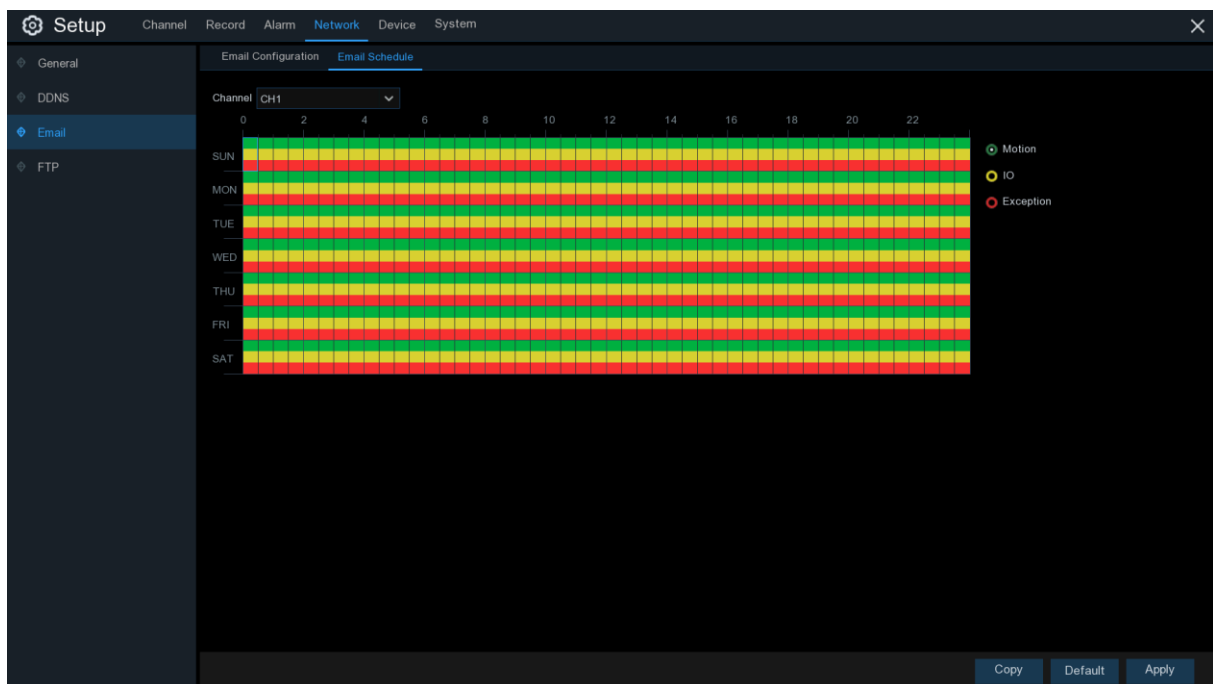 Setup Channel Record Alarm Network Device System
General
DDNS
Email
FTP
Email Configuration Email Schedule
Channel CH1
0 2 4 6 8 10 12 14 16 18 20 22
SUN
MON
TUE
WED
THU
FRI
SAT
Motion
IO
Exception
Copy Default Apply